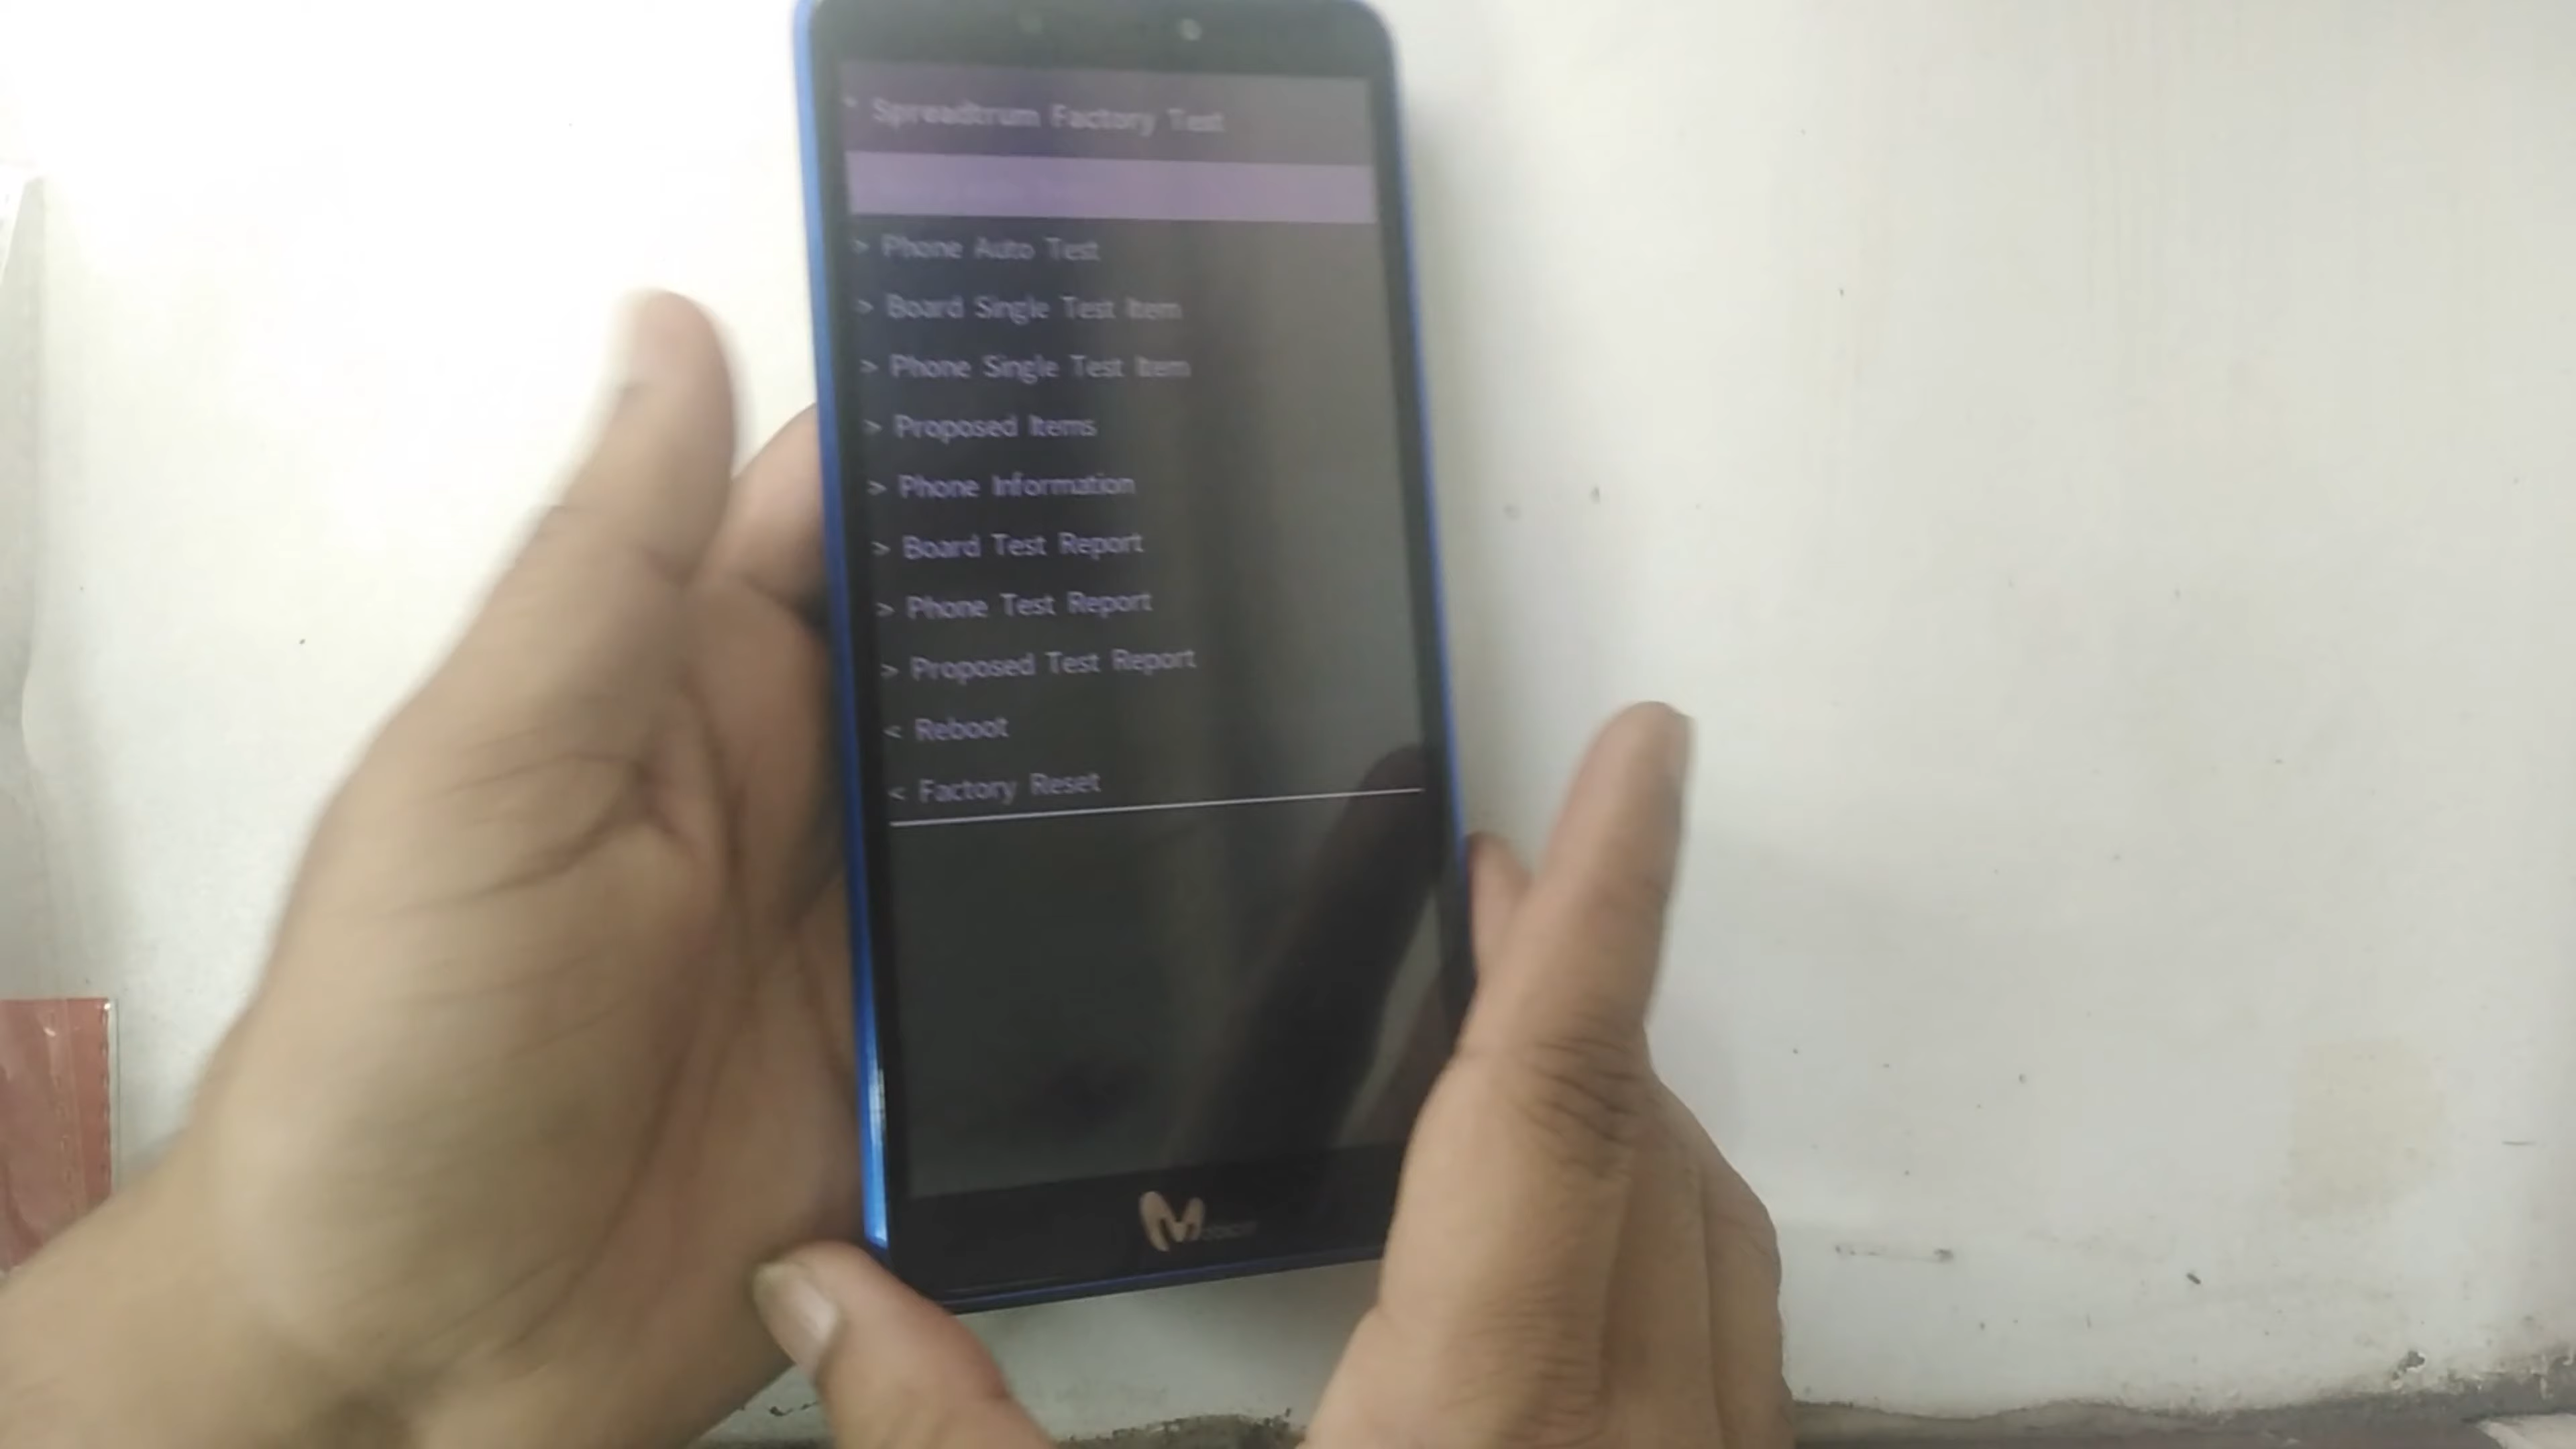 Spreadtrum Factory Test
> Phone Auto Test
> Board Single Test Item
> Phone Single Test Item
> Proposed Items
> Phone Information
> Board Test Report
> Phone Test Report
> Proposed Test Report
< Reboot
< Factory Reset